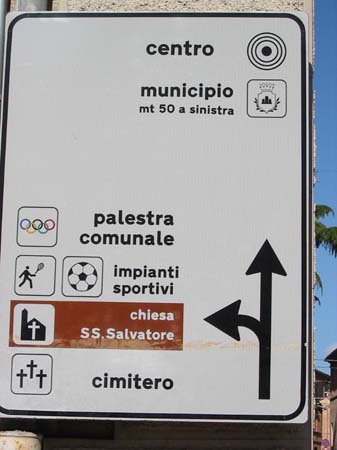 centro
municipio
mt 50 a sinistra
palestra
comunale
impianti
sportivi
chiesa
SS. Salvatore
cimitero